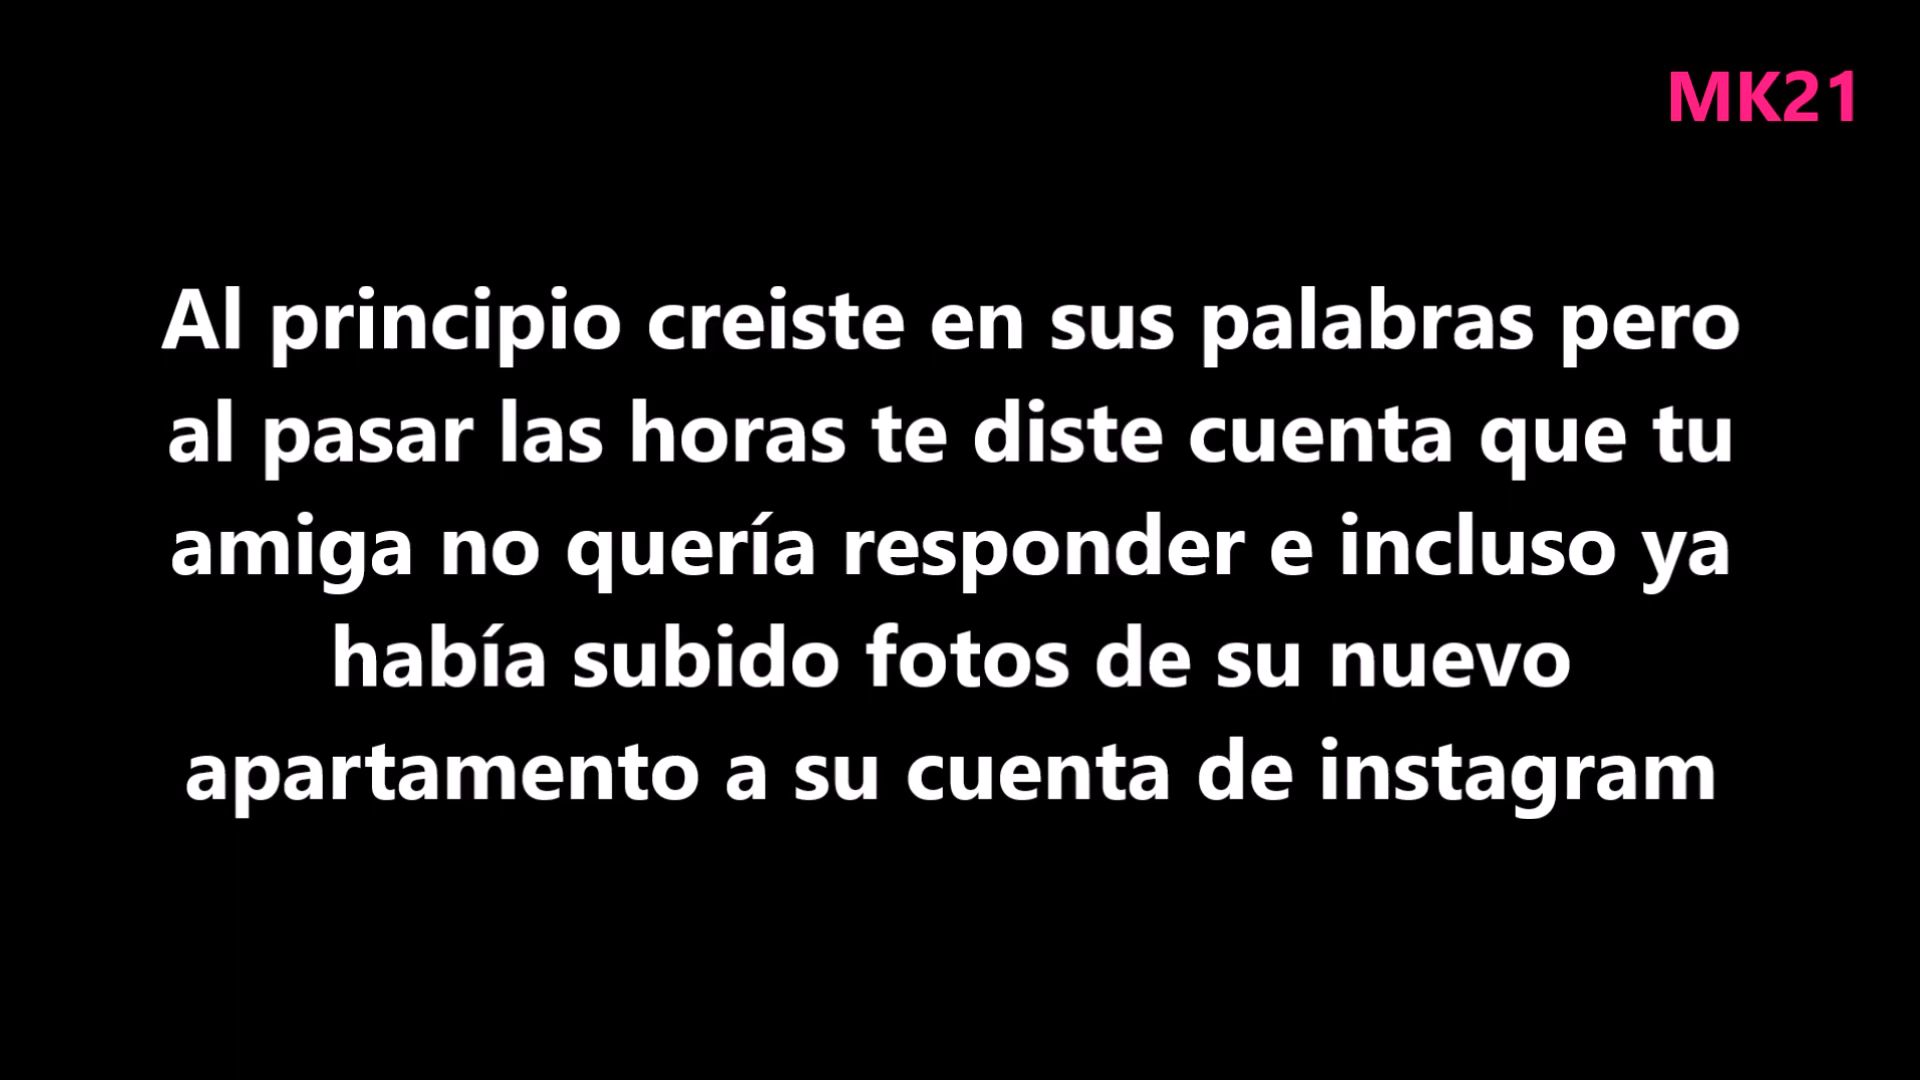 MK21
Al principio creiste en sus palabras pero
al pasar las horas te diste cuenta que tu
amiga no quería responder e incluso ya
había subido fotos de su nuevo
apartamento a su cuenta de instagram